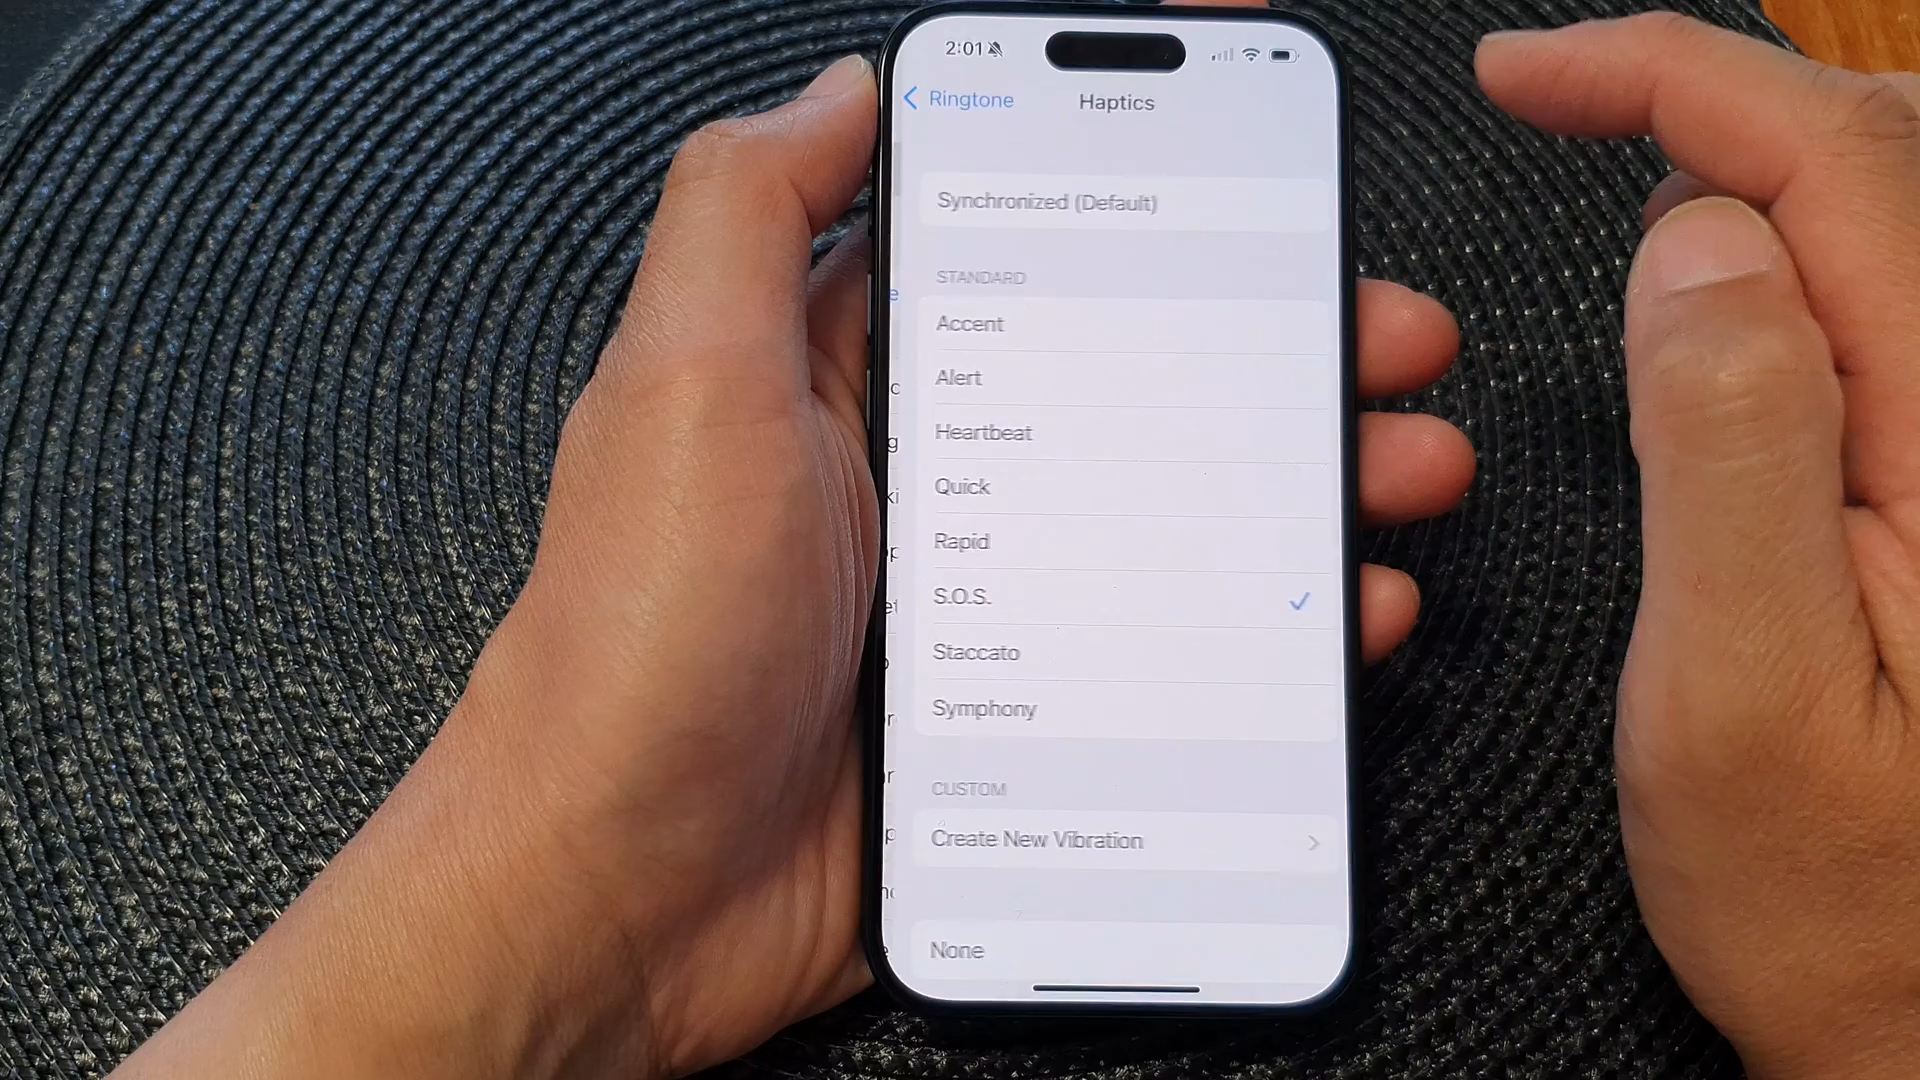 2:01
Ringtone
Haptics
Synchronized (Default)
STANDARD
Accent
Alert
Heartbeat
Quick
Rapid
S.O.S.
Staccato
Symphony
CUSTOM
Create New Vibration
None